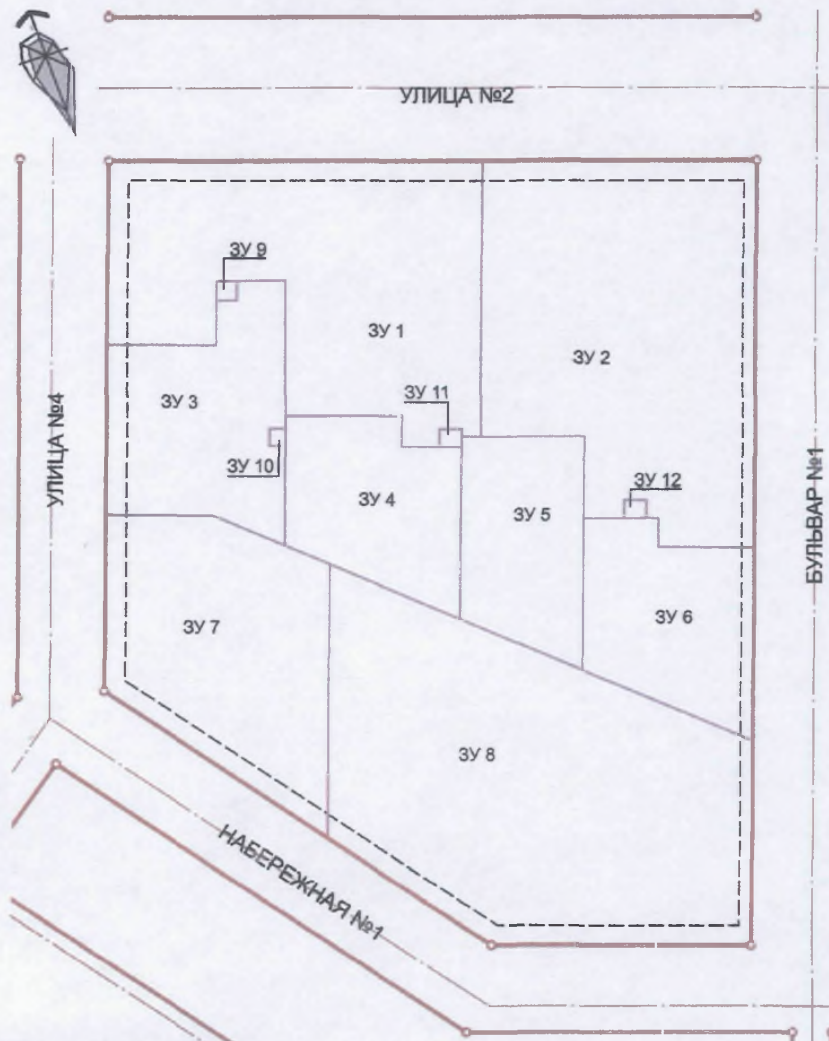 УЛИЦА №2
ЗУ 9
ЗУ 1
ЗУ 2
ЗУ 3
ЗУ 11
УЛИЦА №4
ЗУ 10
ЗУ 12
ЗУ 4
ЗУ 5
БУЛЬВАР №1
ЗУ 7
ЗУ 6
ЗУ 8
НАБЕРЕЖНАЯ №1